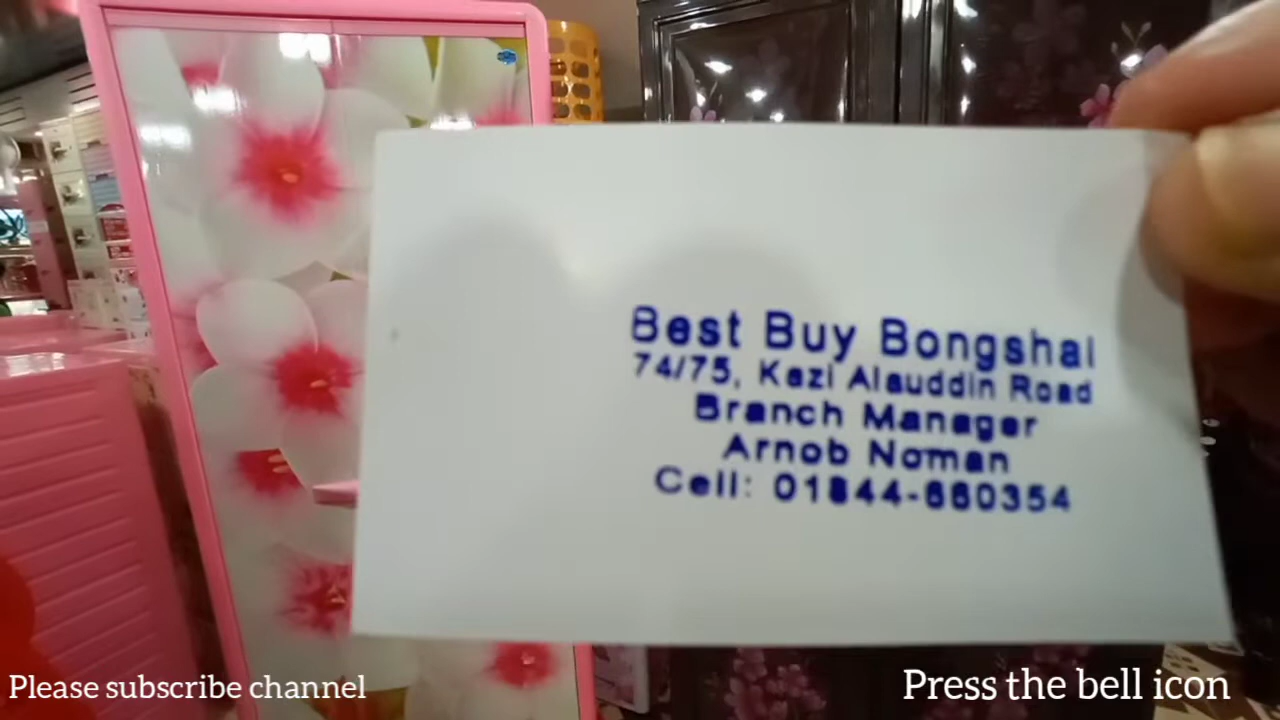 Best Buy Bongshal
74/75, Kazi Alauddin Road
Branch Manager
Arnob Noman
Cell: 01844-660354
Please subscribe channel
Press the bell icon